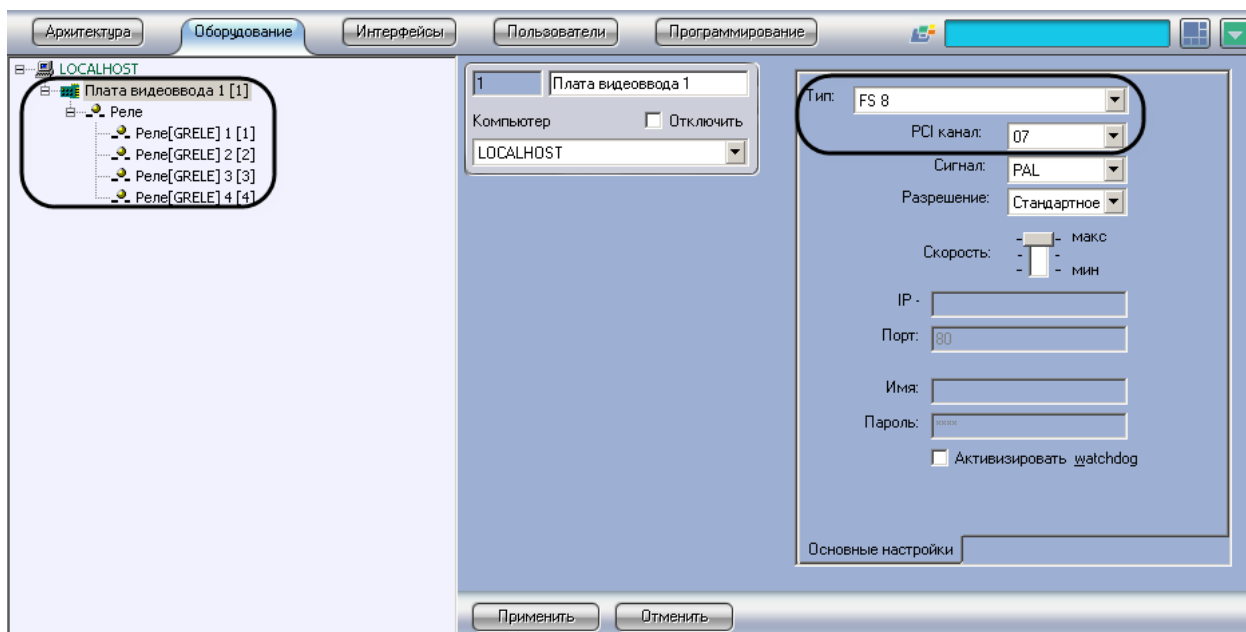 Архитектура Оборудование Интерфейсы Пользователи Программирование
LOCALHOST
Плата видеоввода 1 [1]
Реле
Реле[GRELE] 1 [1]
Реле[GRELE] 2 [2]
Реле[GRELE] 3 [3]
Реле[GRELE] 4 [4]
1 Плата видеоввода 1
Компьютер Отключить
LOCALHOST
Тип: FS 8
PCI канал: 07
Сигнал: PAL
Разрешение: Стандартное
Скорость: макс
мин
IP -
Порт: 80
Имя:
Пароль: ****
Активизировать watchdog
Основные настройки
Применить Отменить